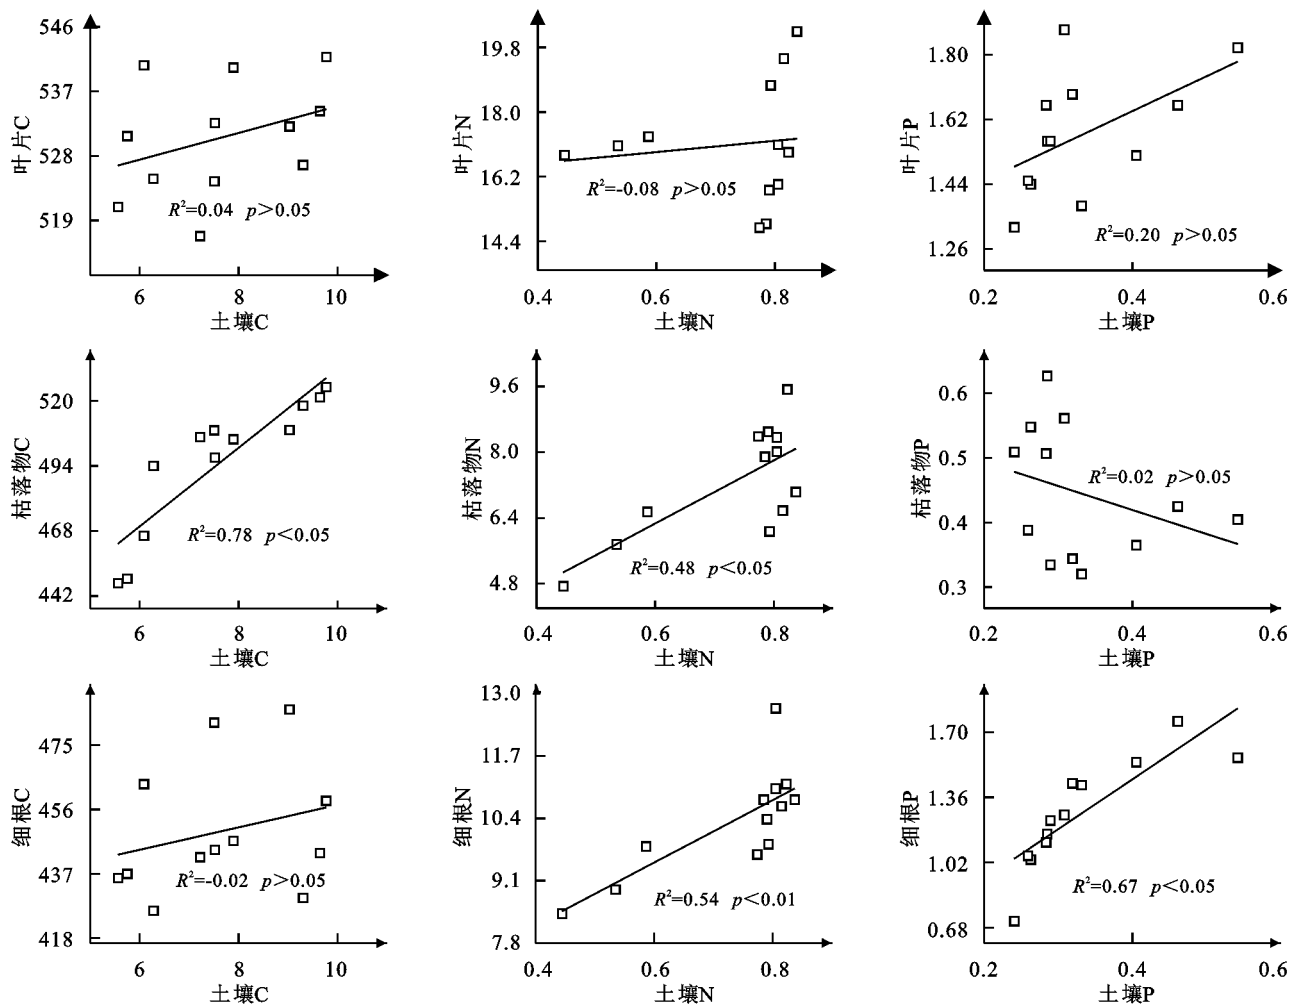 546
537
528
519
叶片C
R²=0.04 p>0.05
6 8 10
土壤C
19.8
18.0
16.2
14.4
叶片N
R²=-0.08 p>0.05
0.4 0.6 0.8
土壤N
1.80
1.62
1.44
1.26
叶片P
R²=0.20 p>0.05
0.2 0.4 0.6
土壤P
520
494
468
442
枯落物C
R²=0.78 p<0.05
6 8 10
土壤C
9.6
8.0
6.4
4.8
枯落物N
R²=0.48 p<0.05
0.4 0.6 0.8
土壤N
0.6
0.5
0.4
0.3
枯落物P
R²=0.02 p>0.05
0.2 0.4 0.6
土壤P
475
456
437
418
细根C
R²=-0.02 p>0.05
6 8 10
土壤C
13.0
11.7
10.4
9.1
7.8
细根N
R²=0.54 p<0.01
0.4 0.6 0.8
土壤N
1.70
1.36
1.02
0.68
细根P
R²=0.67 p<0.05
0.2 0.4 0.6
土壤P